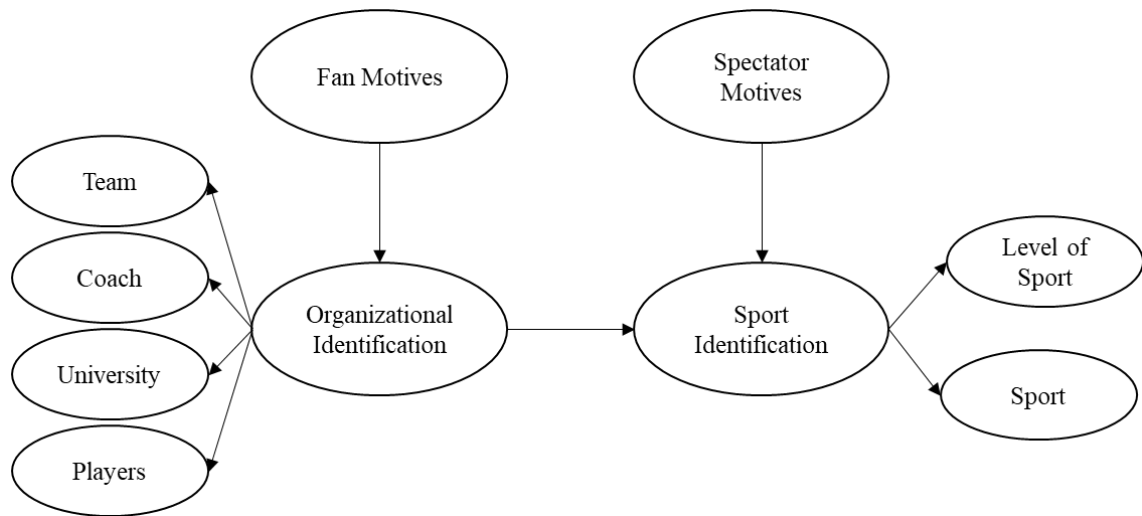 Fan Motives
Spectator
Motives
Team
Coach
University
Players
Organizational
Identification
Sport
Identification
Level of
Sport
Sport